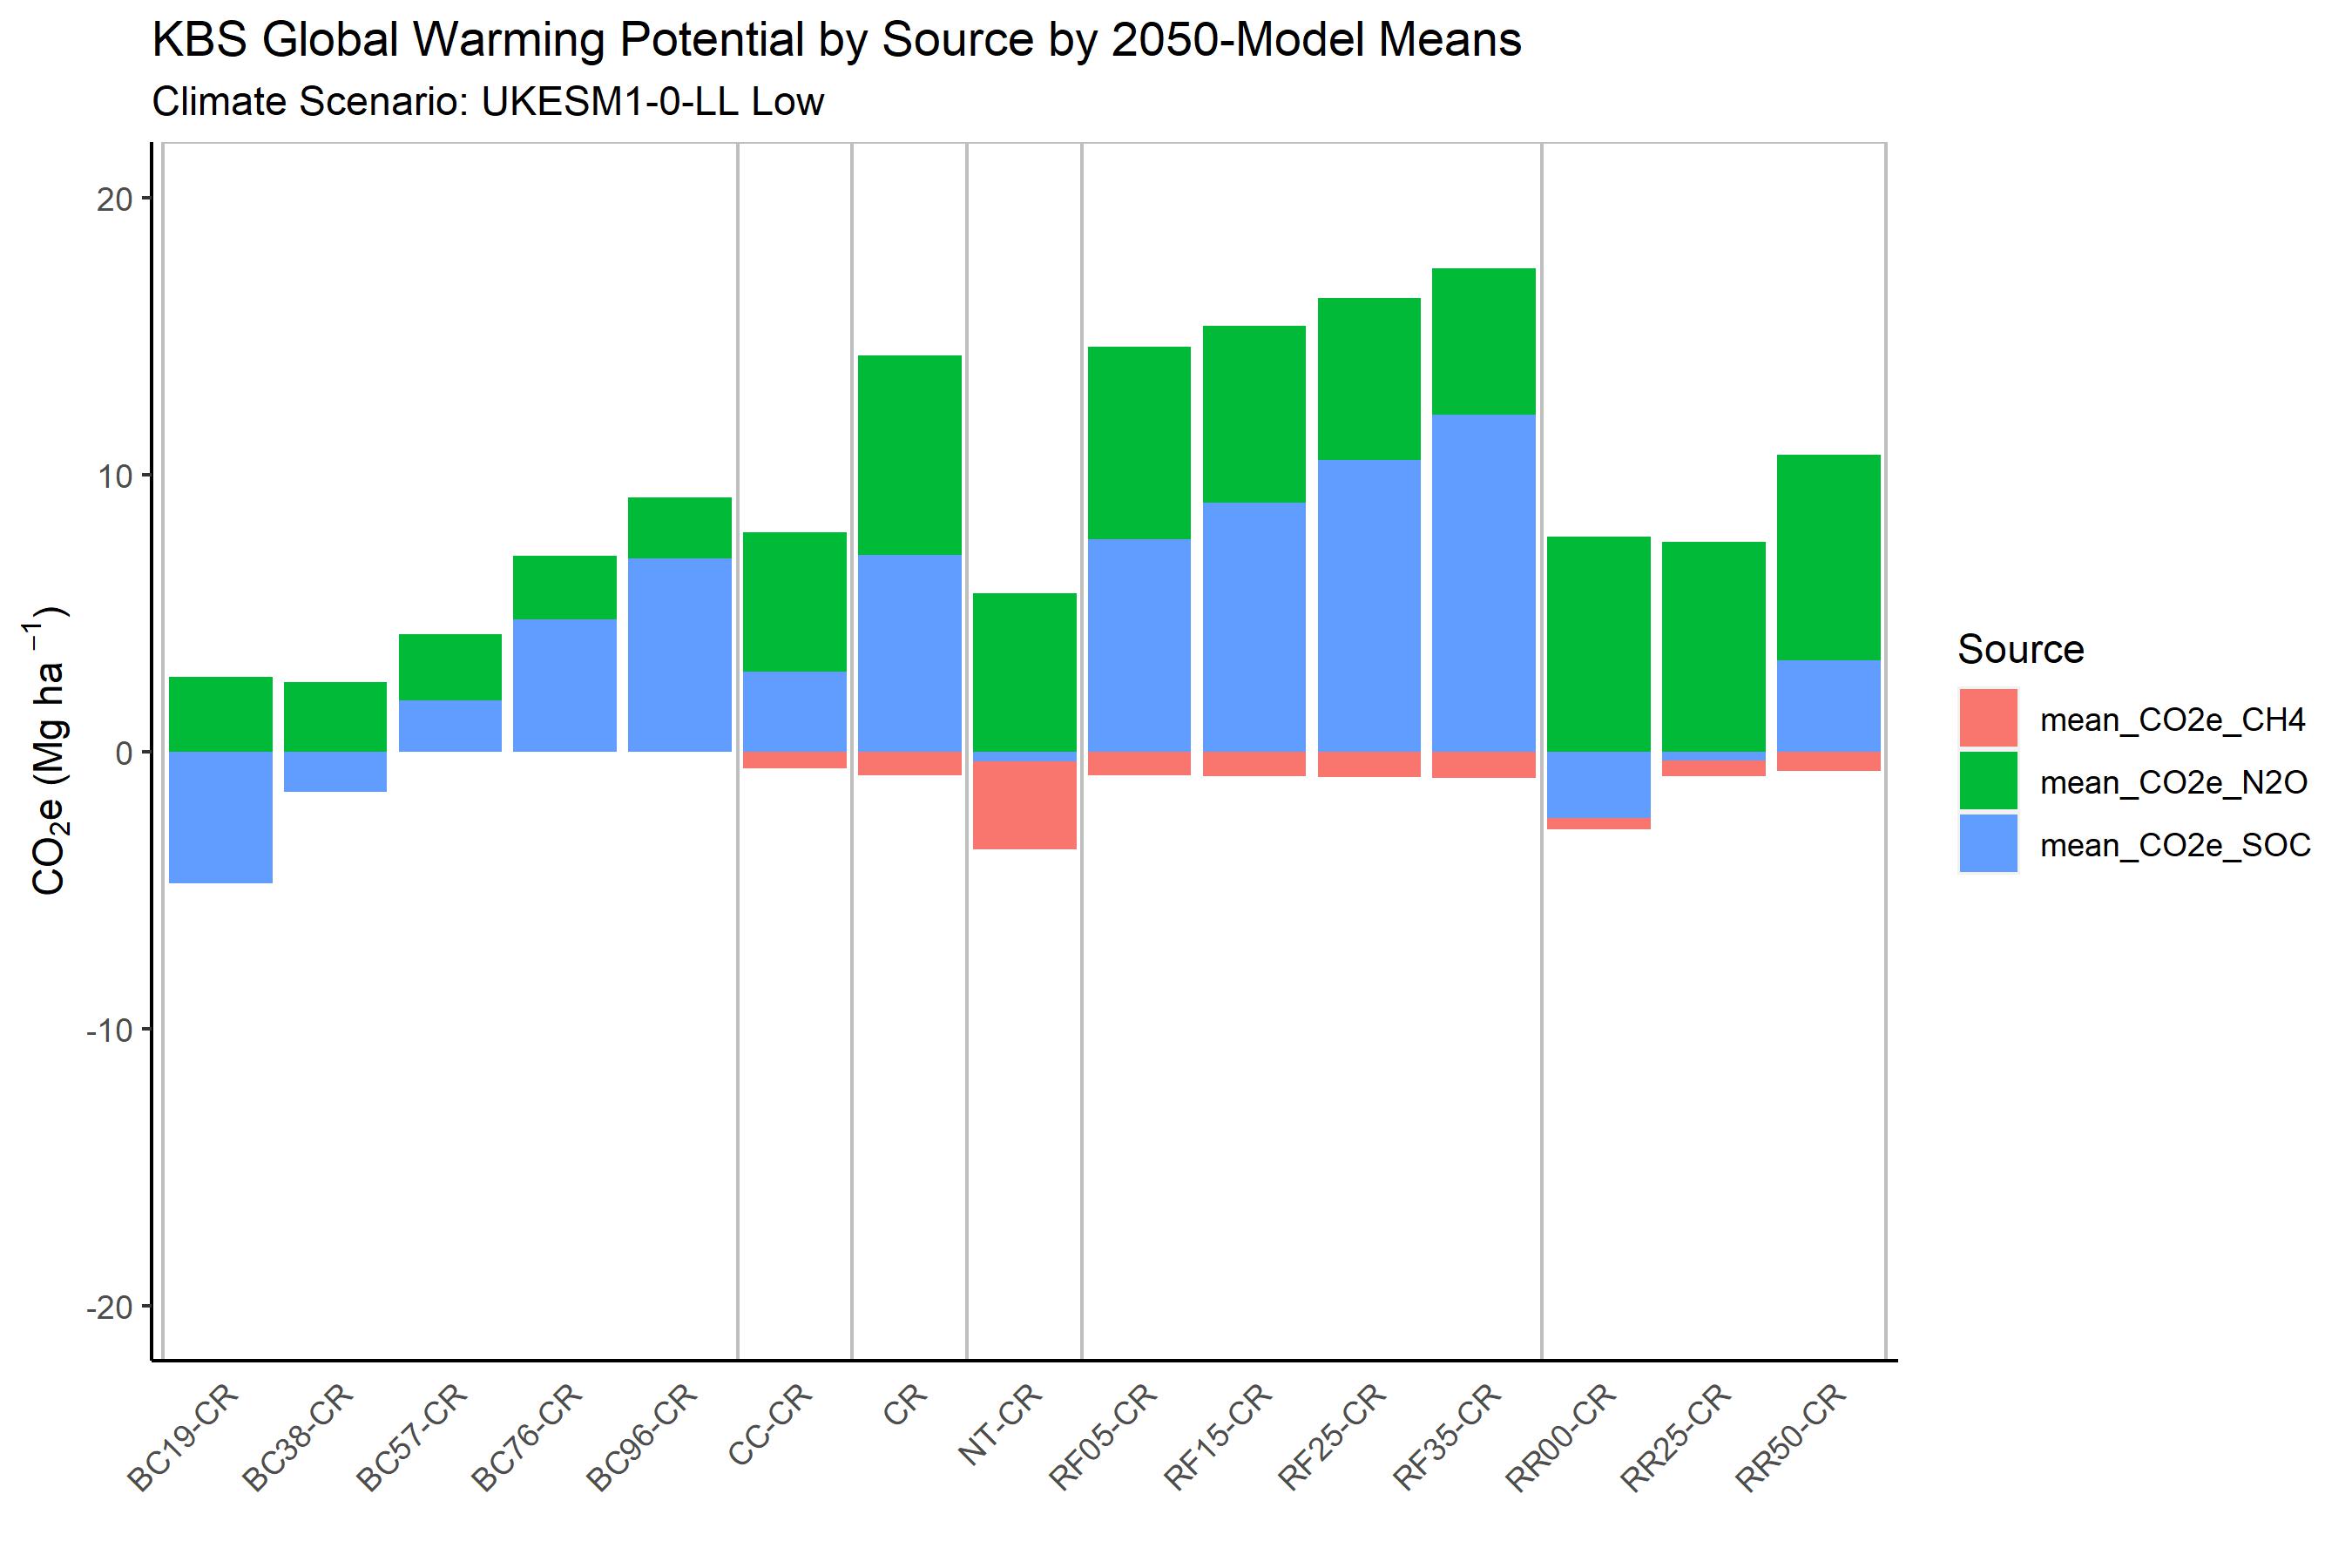 KBS Global Warming Potential by Source by 2050-Model Means
Climate Scenario: UKESM1-0-LL Low
CO₂e (Mg ha ⁻¹)
20
10
0
-10
-20
BC19-CR
BC38-CR
BC57-CR
BC76-CR
BC96-CR
CC-CR
CR
NT-CR
RF05-CR
RF15-CR
RF25-CR
RF35-CR
RR00-CR
RR25-CR
RR50-CR
Source
mean_CO2e_CH4
mean_CO2e_N2O
mean_CO2e_SOC